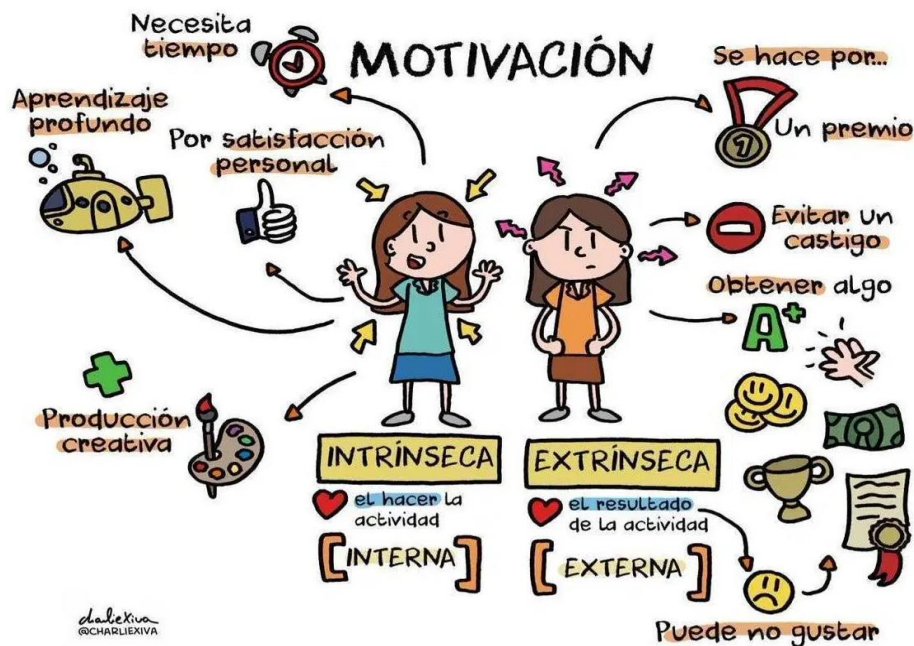 MOTIVACIÓN
Necesita
tiempo
Aprendizaje
profundo
Por satisfacción
personal
Producción
creativa
INTRÍNSECA
el hacer la
actividad
[INTERNA]
Se hace por...
Un premio
1
Evitar un
castigo
Obtener algo
A+
EXTRÍNSECA
el resultado
de la actividad
[EXTERNA]
Puede no gustar
charliexiva
@CHARLIEXIVA